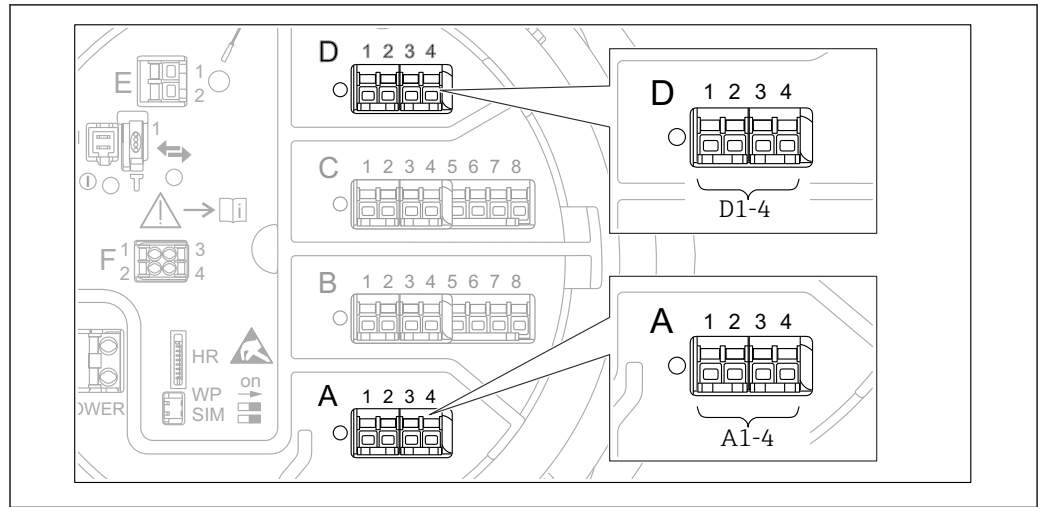 D 1 2 3 4
E 1
2
1
C 1 2 3 4 5 6 7 8
i
F 1 3
2 4
B 1 2 3 4 5 6 7 8
HR
WP on
SIM
OWER
A 1 2 3 4
D 1 2 3 4
D1-4
A 1 2 3 4
A1-4